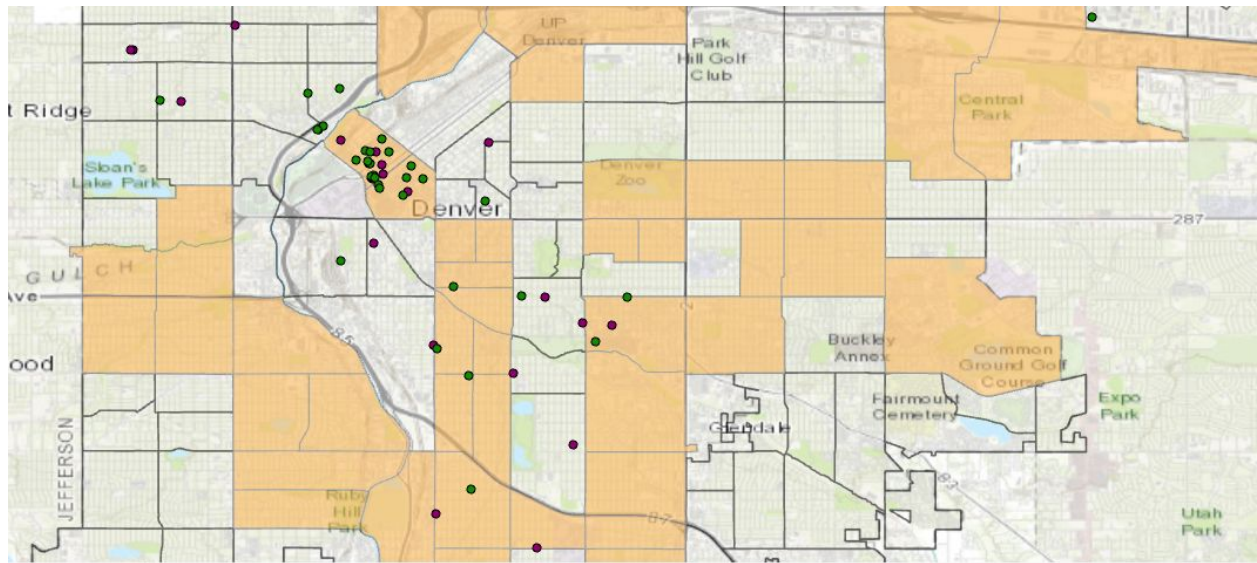 UP
Denver
Park
Hill Golf
Club
t Ridge
Central
Park
Sloan's
Lake Park
Denver
Zoo
Denver
287
GULCH
Ave
85
ood
Buckley
Annex
Common
Ground Golf
Course
Fairmount
Cemetery
Expo
Park
Glendale
JEFFERSON
83
Ruby
Hill
Park
87
Utah
Park